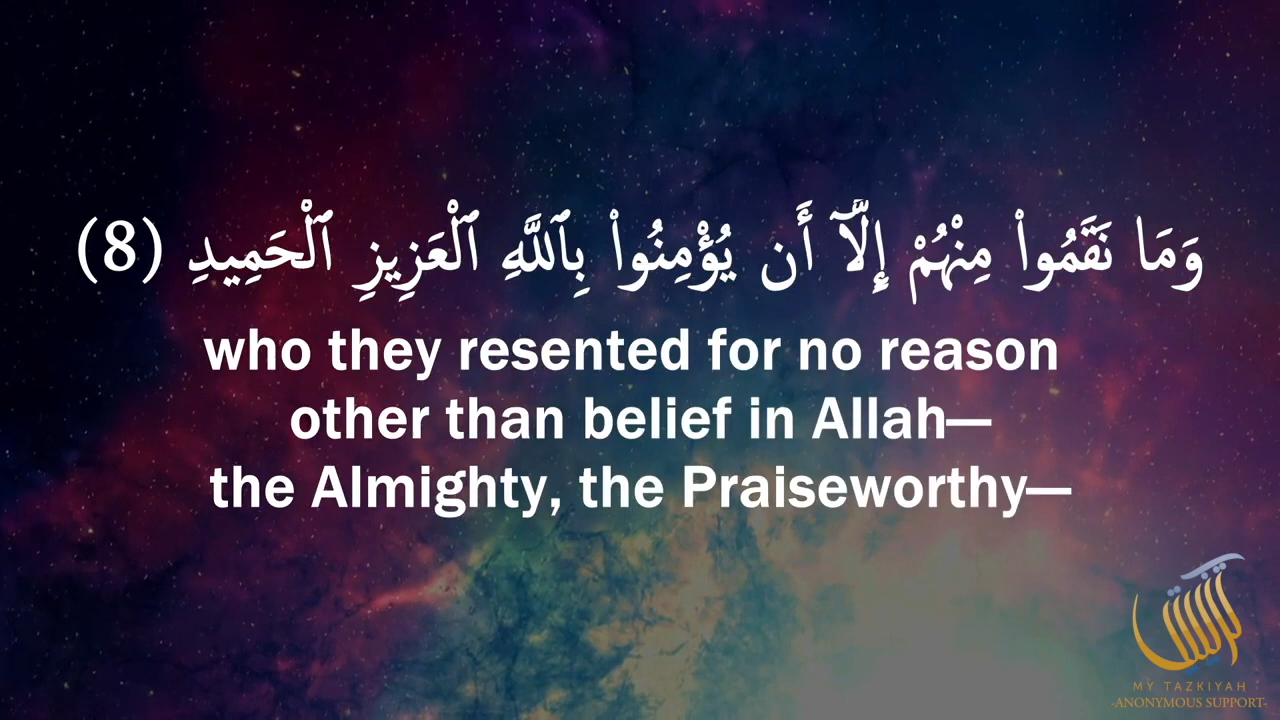 وَمَا نَقَمُوا۟ مِنْهُمْ إِلَّآ أَن يُؤْمِنُوا۟ بِٱللَّهِ ٱلْعَزِيزِ ٱلْحَمِيدِ (8)
who they resented for no reason
other than belief in Allah—
the Almighty, the Praiseworthy—
MY TAZKIYAH
-ANONYMOUS SUPPORT-